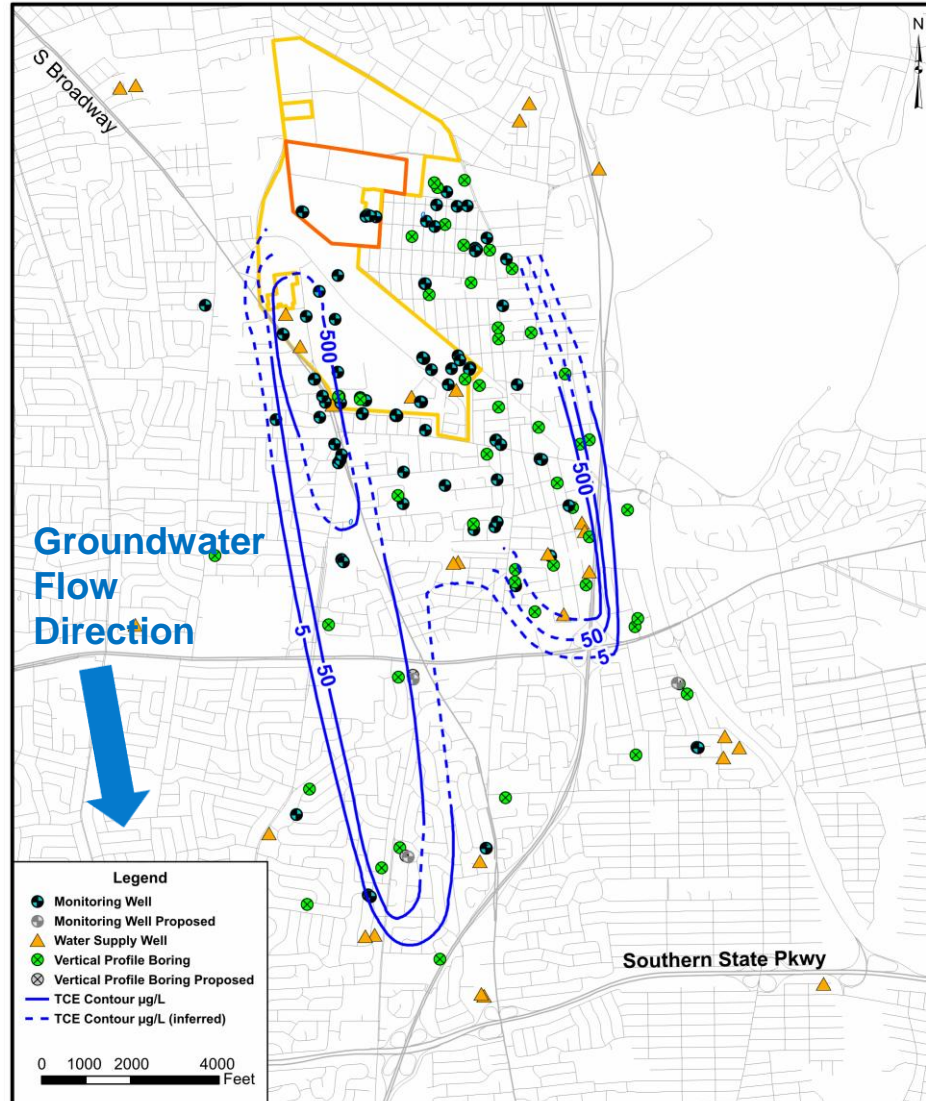 N
S Broadway
500
500
Groundwater
Flow
Direction
5
50
50
5
Southern State Pkwy
Legend
Monitoring Well
Monitoring Well Proposed
Water Supply Well
Vertical Profile Boring
Vertical Profile Boring Proposed
TCE Contour µg/L
TCE Contour µg/L (inferred)
0 1000 2000 4000
Feet